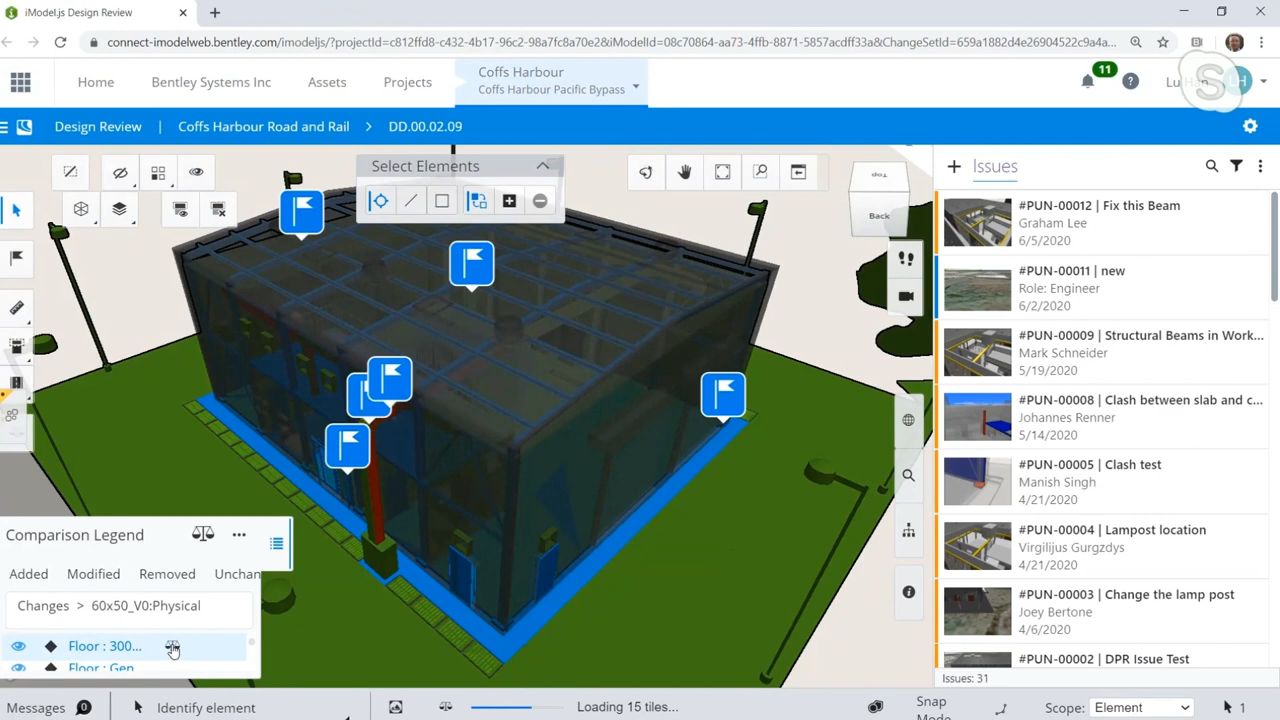 iModel.js Design Review
connect-imodelweb.bentley.com/imodeljs/?projectId=c812ffd8-c432-4b17-96c2-98a7fc8a70e2&iModelId=08c70864-aa73-4ffb-8871-5857acdff33a&ChangeSetId=659a1882d4e26904522c9a4...
Home
Bentley Systems Inc
Assets
Projects
Coffs Harbour
Coffs Harbour Pacific Bypass
11
LH
Design Review | Coffs Harbour Road and Rail > DD.00.02.09
Select Elements
Top
Back
Issues
#PUN-00012 | Fix this Beam
Graham Lee
6/5/2020
#PUN-00011 | new
Role: Engineer
6/2/2020
#PUN-00009 | Structural Beams in Work...
Mark Schneider
5/19/2020
#PUN-00008 | Clash between slab and c...
Johannes Renner
5/14/2020
#PUN-00005 | Clash test
Manish Singh
4/21/2020
#PUN-00004 | Lampost location
Virgilijus Gurgzdys
4/21/2020
#PUN-00003 | Change the lamp post
Joey Bertone
4/6/2020
#PUN-00002 | DPR Issue Test
Issues: 31
Comparison Legend
Added Modified Removed Unchan
Changes > 60x50_V0:Physical
Floor : 300...
Floor : Gen
Messages 0
Identify element
Loading 15 tiles...
Snap
Mode
Scope: Element
1